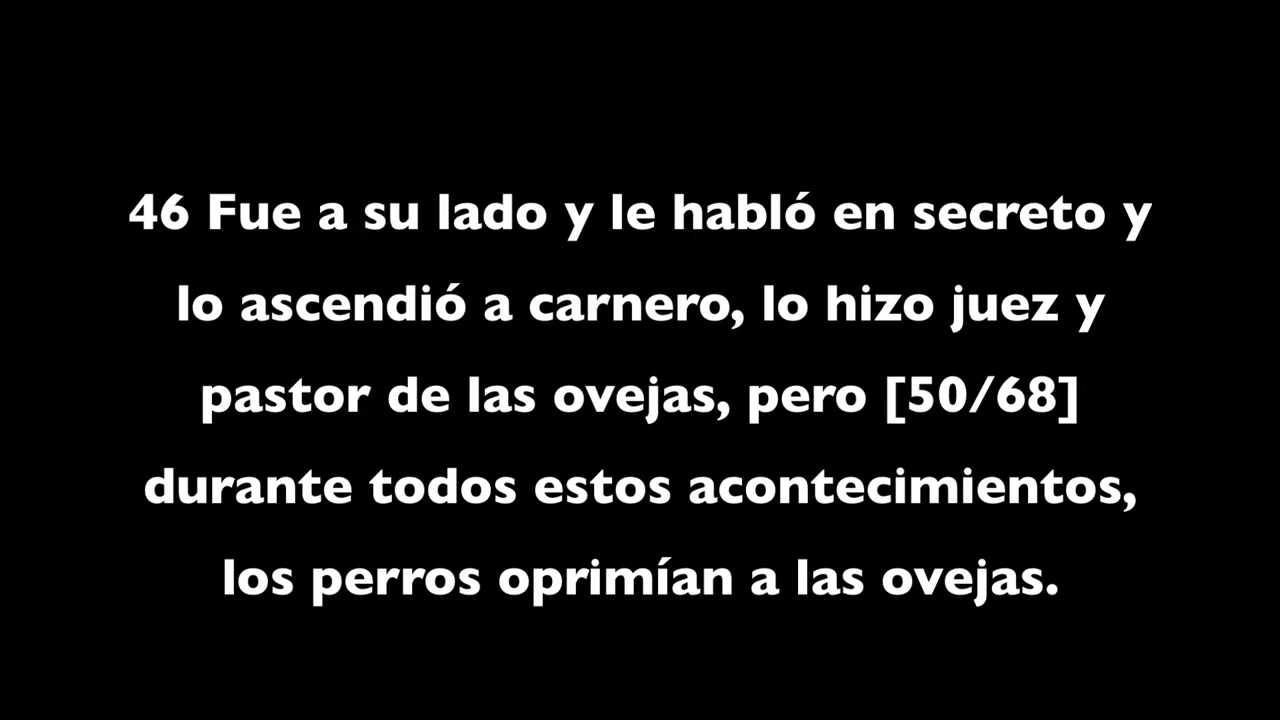 46 Fue a su lado y le habló en secreto y
lo ascendió a carnero, lo hizo juez y
pastor de las ovejas, pero [50/68]
durante todos estos acontecimientos,
los perros oprimían a las ovejas.